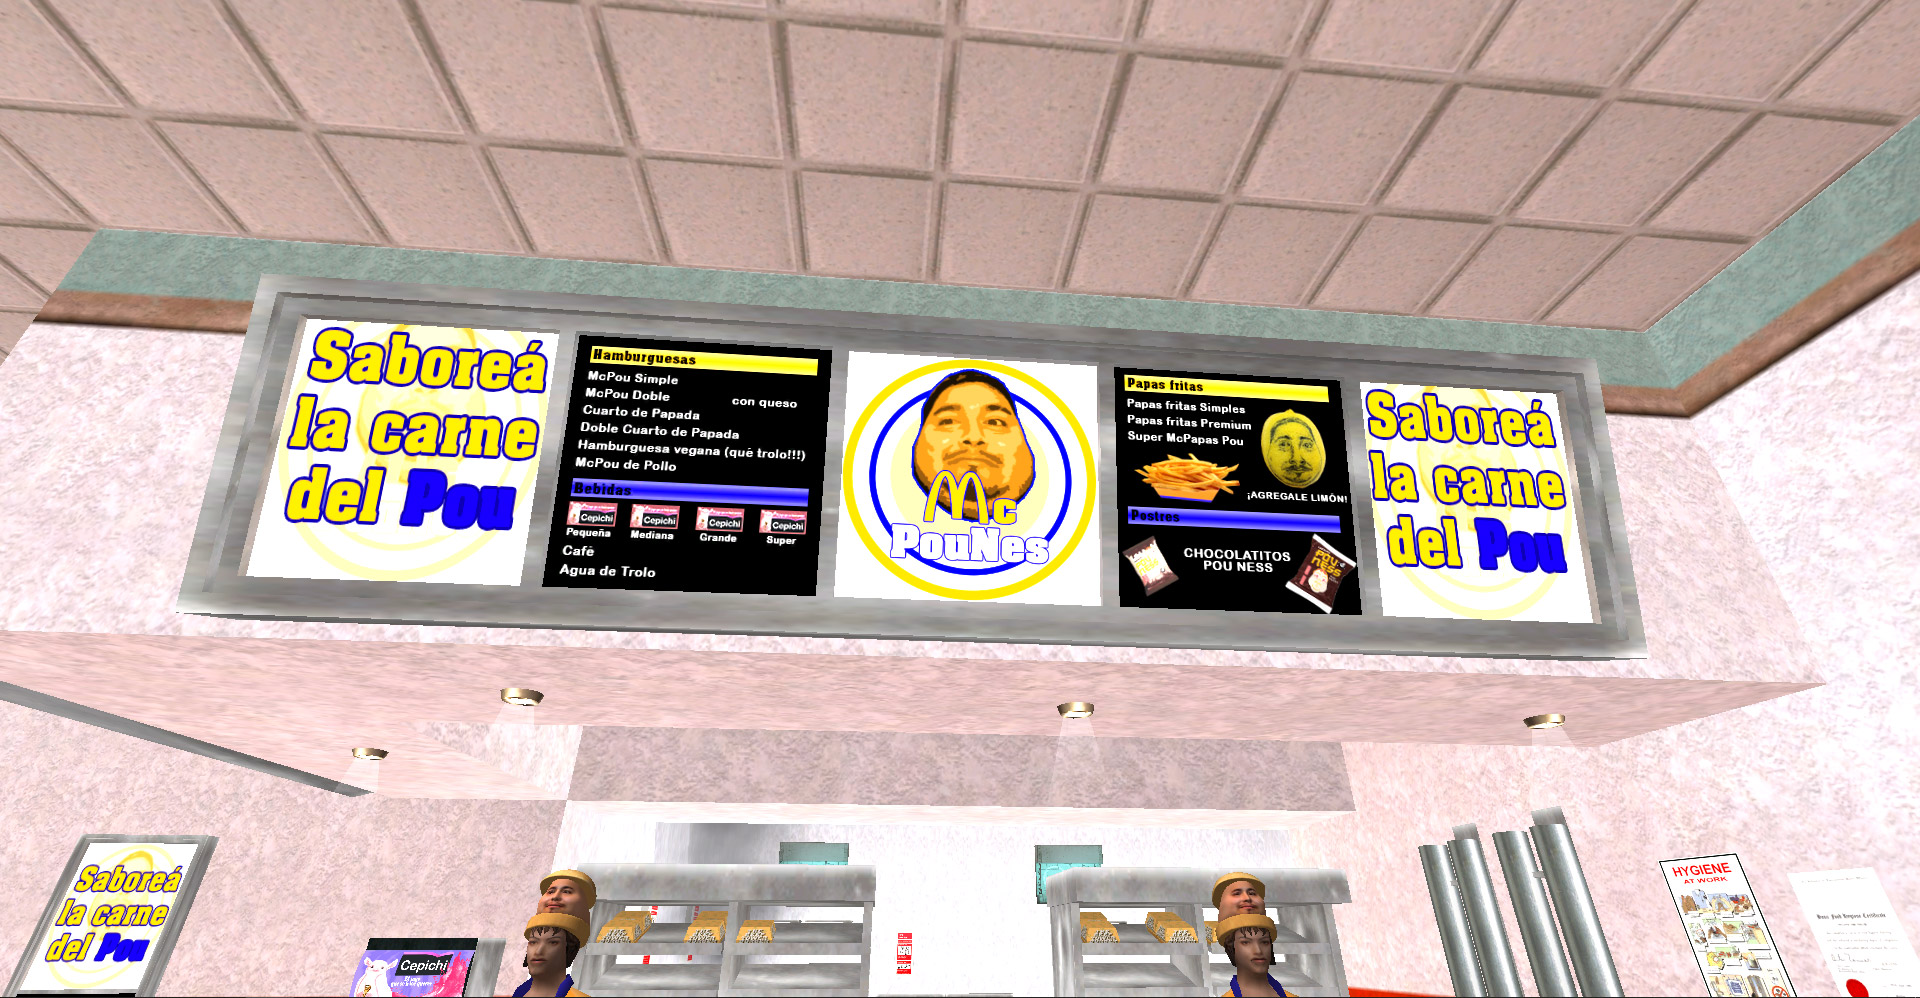 Saboreá
la carne
del Pou
Hamburguesas
McPou Simple
McPou Doble
con queso
Cuarto de Papada
Doble Cuarto de Papada
Hamburguesa vegana (qué trolo!!!)
McPou de Pollo
Bebidas
Cepichi
Cepichi
Cepichi
Cepichi
Pequeña
Mediana
Grande
Super
Café
Agua de Trolo
Mc
PouNes
Papas fritas
Papas fritas Simples
Papas fritas Premium
Super McPapas Pou
¡AGREGALE LIMÓN!
Postres
CHOCOLATITOS
POU NESS
POU
NESS
Saboreá
la carne
del Pou
Saboreá
la carne
del Pou
Cepichi
HYGIENE
AT WORK